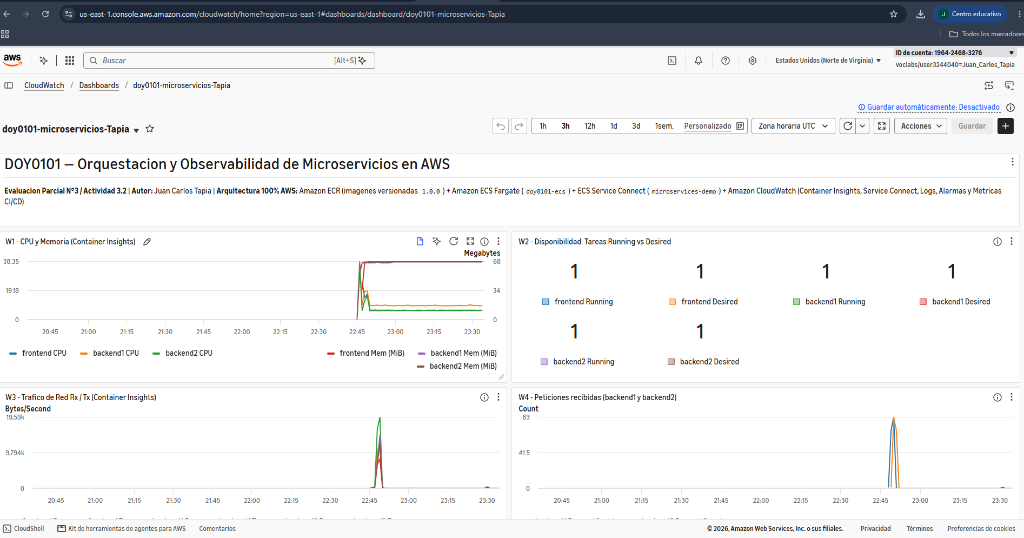 us-east-1.console.aws.amazon.com/cloudwatch/home?region=us-east-1#dashboards/dashboard/doy0101-microservicios-Tapia
J Centro educativo
Todos los marcadores
aws
Buscar [Alt+S]
Estados Unidos (Norte de Virginia)
ID de cuenta: 1964-2468-3276
voclabs/user3244040=Juan_Carlos_Tapia
CloudWatch / Dashboards / doy0101-microservicios-Tapia
Guardar automáticamente: Desactivado
doy0101-microservicios-Tapia
1h 3h 12h 1d 3d 1sem. Personalizado Zona horaria UTC Acciones Guardar
DOY0101 — Orquestacion y Observabilidad de Microservicios en AWS
Evaluacion Parcial N°3 / Actividad 3.2 | Autor: Juan Carlos Tapia | Arquitectura 100% AWS: Amazon ECR (imagenes versionadas 1.0.0 ) + Amazon ECS Fargate ( doy0101-ecs ) + ECS Service Connect ( microservices-demo ) + Amazon CloudWatch (Container Insights, Service Connect, Logs, Alarmas y Metricas
CI/CD)
W1 - CPU y Memoria (Container Insights)
Megabytes
38.35 68
19.18 34
0 0
20:45 21:00 21:15 21:30 21:45 22:00 22:15 22:30 22:45 23:00 23:15 23:30
frontend CPU backend1 CPU backend2 CPU frontend Mem (MiB) backend1 Mem (MiB)
backend2 Mem (MiB)
W2 - Disponibilidad: Tareas Running vs Desired
1 1 1 1
frontend Running frontend Desired backend1 Running backend1 Desired
1 1
backend2 Running backend2 Desired
W3 - Trafico de Red Rx / Tx (Container Insights)
Bytes/Second
19.59k
9.794k
0
20:45 21:00 21:15 21:30 21:45 22:00 22:15 22:30 22:45 23:00 23:15 23:30
W4 - Peticiones recibidas (backend1 y backend2)
Count
83
41.5
0
20:45 21:00 21:15 21:30 21:45 22:00 22:15 22:30 22:45 23:00 23:15 23:30
CloudShell Kit de herramientas de agentes para AWS Comentarios
© 2026, Amazon Web Services, Inc. o sus filiales. Privacidad Términos Preferencias de cookies